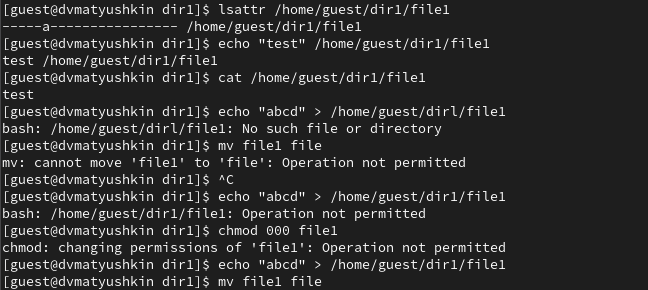 [guest@dvmatyushkin dir1]$ lsattr /home/guest/dir1/file1
-----a---------------- /home/guest/dir1/file1
[guest@dvmatyushkin dir1]$ echo "test" /home/guest/dir1/file1
test /home/guest/dir1/file1
[guest@dvmatyushkin dir1]$ cat /home/guest/dir1/file1
test
[guest@dvmatyushkin dir1]$ echo "abcd" > /home/guest/dirl/file1
bash: /home/guest/dirl/file1: No such file or directory
[guest@dvmatyushkin dir1]$ mv file1 file
mv: cannot move 'file1' to 'file': Operation not permitted
[guest@dvmatyushkin dir1]$ ^C
[guest@dvmatyushkin dir1]$ echo "abcd" > /home/guest/dir1/file1
bash: /home/guest/dir1/file1: Operation not permitted
[guest@dvmatyushkin dir1]$ chmod 000 file1
chmod: changing permissions of 'file1': Operation not permitted
[guest@dvmatyushkin dir1]$ echo "abcd" > /home/guest/dir1/file1
[guest@dvmatyushkin dir1]$ mv file1 file